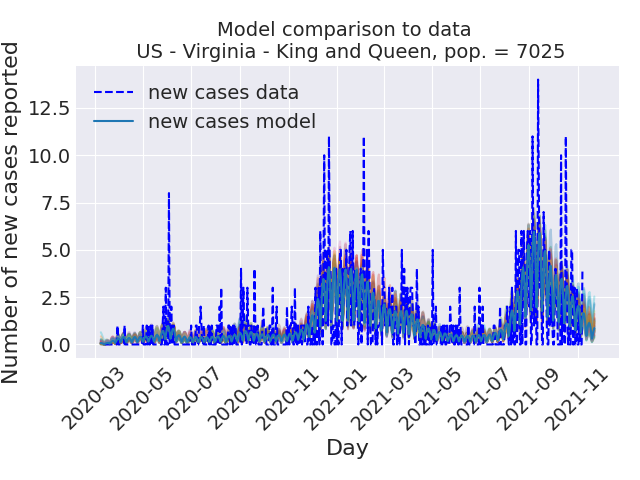 Model comparison to data
US - Virginia - King and Queen, pop. = 7025
Number of new cases reported
new cases data
new cases model
12.5
10.0
7.5
5.0
2.5
0.0
2020-03
2020-05
2020-07
2020-09
2020-11
2021-01
2021-03
2021-05
2021-07
2021-09
2021-11
Day